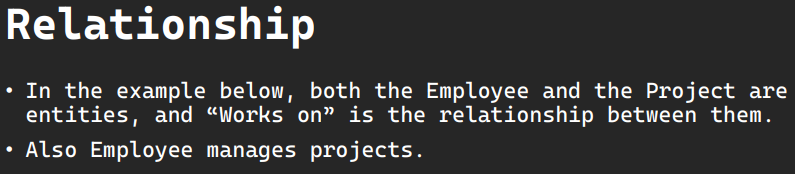 Relationship
• In the example below, both the Employee and the Project are
entities, and “Works on” is the relationship between them.
• Also Employee manages projects.